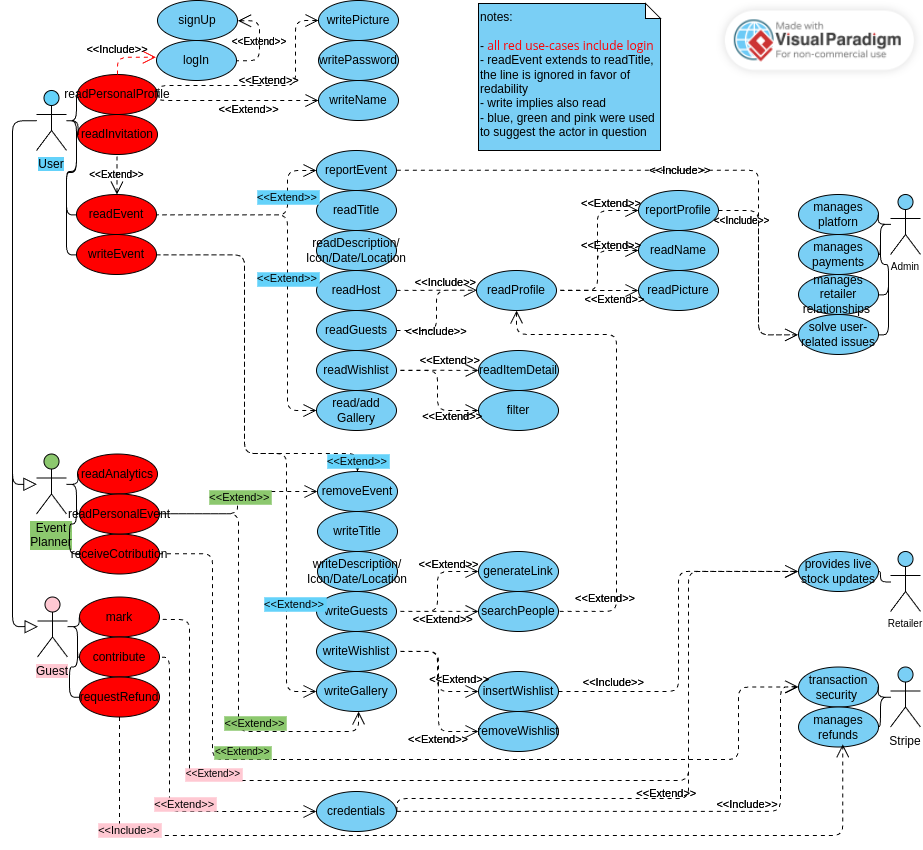 signUp
<<Extend>>
<<Include>>
logIn
writePicture
writePassword
<<Extend>>
writeName
<<Extend>>
readPersonalProfile
readInvitation
User
<<Extend>>
readEvent
writeEvent
notes:
- all red use-cases include login
- readEvent extends to readTitle,
the line is ignored in favor of
redability
- write implies also read
- blue, green and pink were used
to suggest the actor in question
Made with
VisualParadigm
For non-commercial use
reportEvent
<<Include>>
<<Extend>>
readTitle
readDescription/
Icon/Date/Location
<<Extend>>
readHost
<<Include>>
readGuests
<<Include>>
readProfile
<<Extend>>
reportProfile
<<Include>>
<<Extend>>
readName
<<Extend>>
readPicture
readWishlist
<<Extend>>
readItemDetail
read/add
Gallery
<<Extend>>
filter
manages
platforn
manages
payments
manages
retailer
relationships
solve user-
related issues
Admin
<<Extend>>
readAnalytics
readPersonalEvent
receiveCotribution
Event
Planner
<<Extend>>
removeEvent
writeTitle
writeDescription/
Icon/Date/Location
<<Extend>>
writeGuests
<<Extend>>
generateLink
<<Extend>>
searchPeople
<<Extend>>
writeWishlist
<<Extend>>
insertWishlist
<<Include>>
writeGallery
removeWishlist
<<Extend>>
provides live
stock updates
Retailer
mark
contribute
requestRefund
Guest
transaction
security
manages
refunds
Stripe
<<Extend>>
<<Extend>>
<<Extend>>
<<Extend>>
credentials
<<Extend>>
<<Include>>
<<Include>>